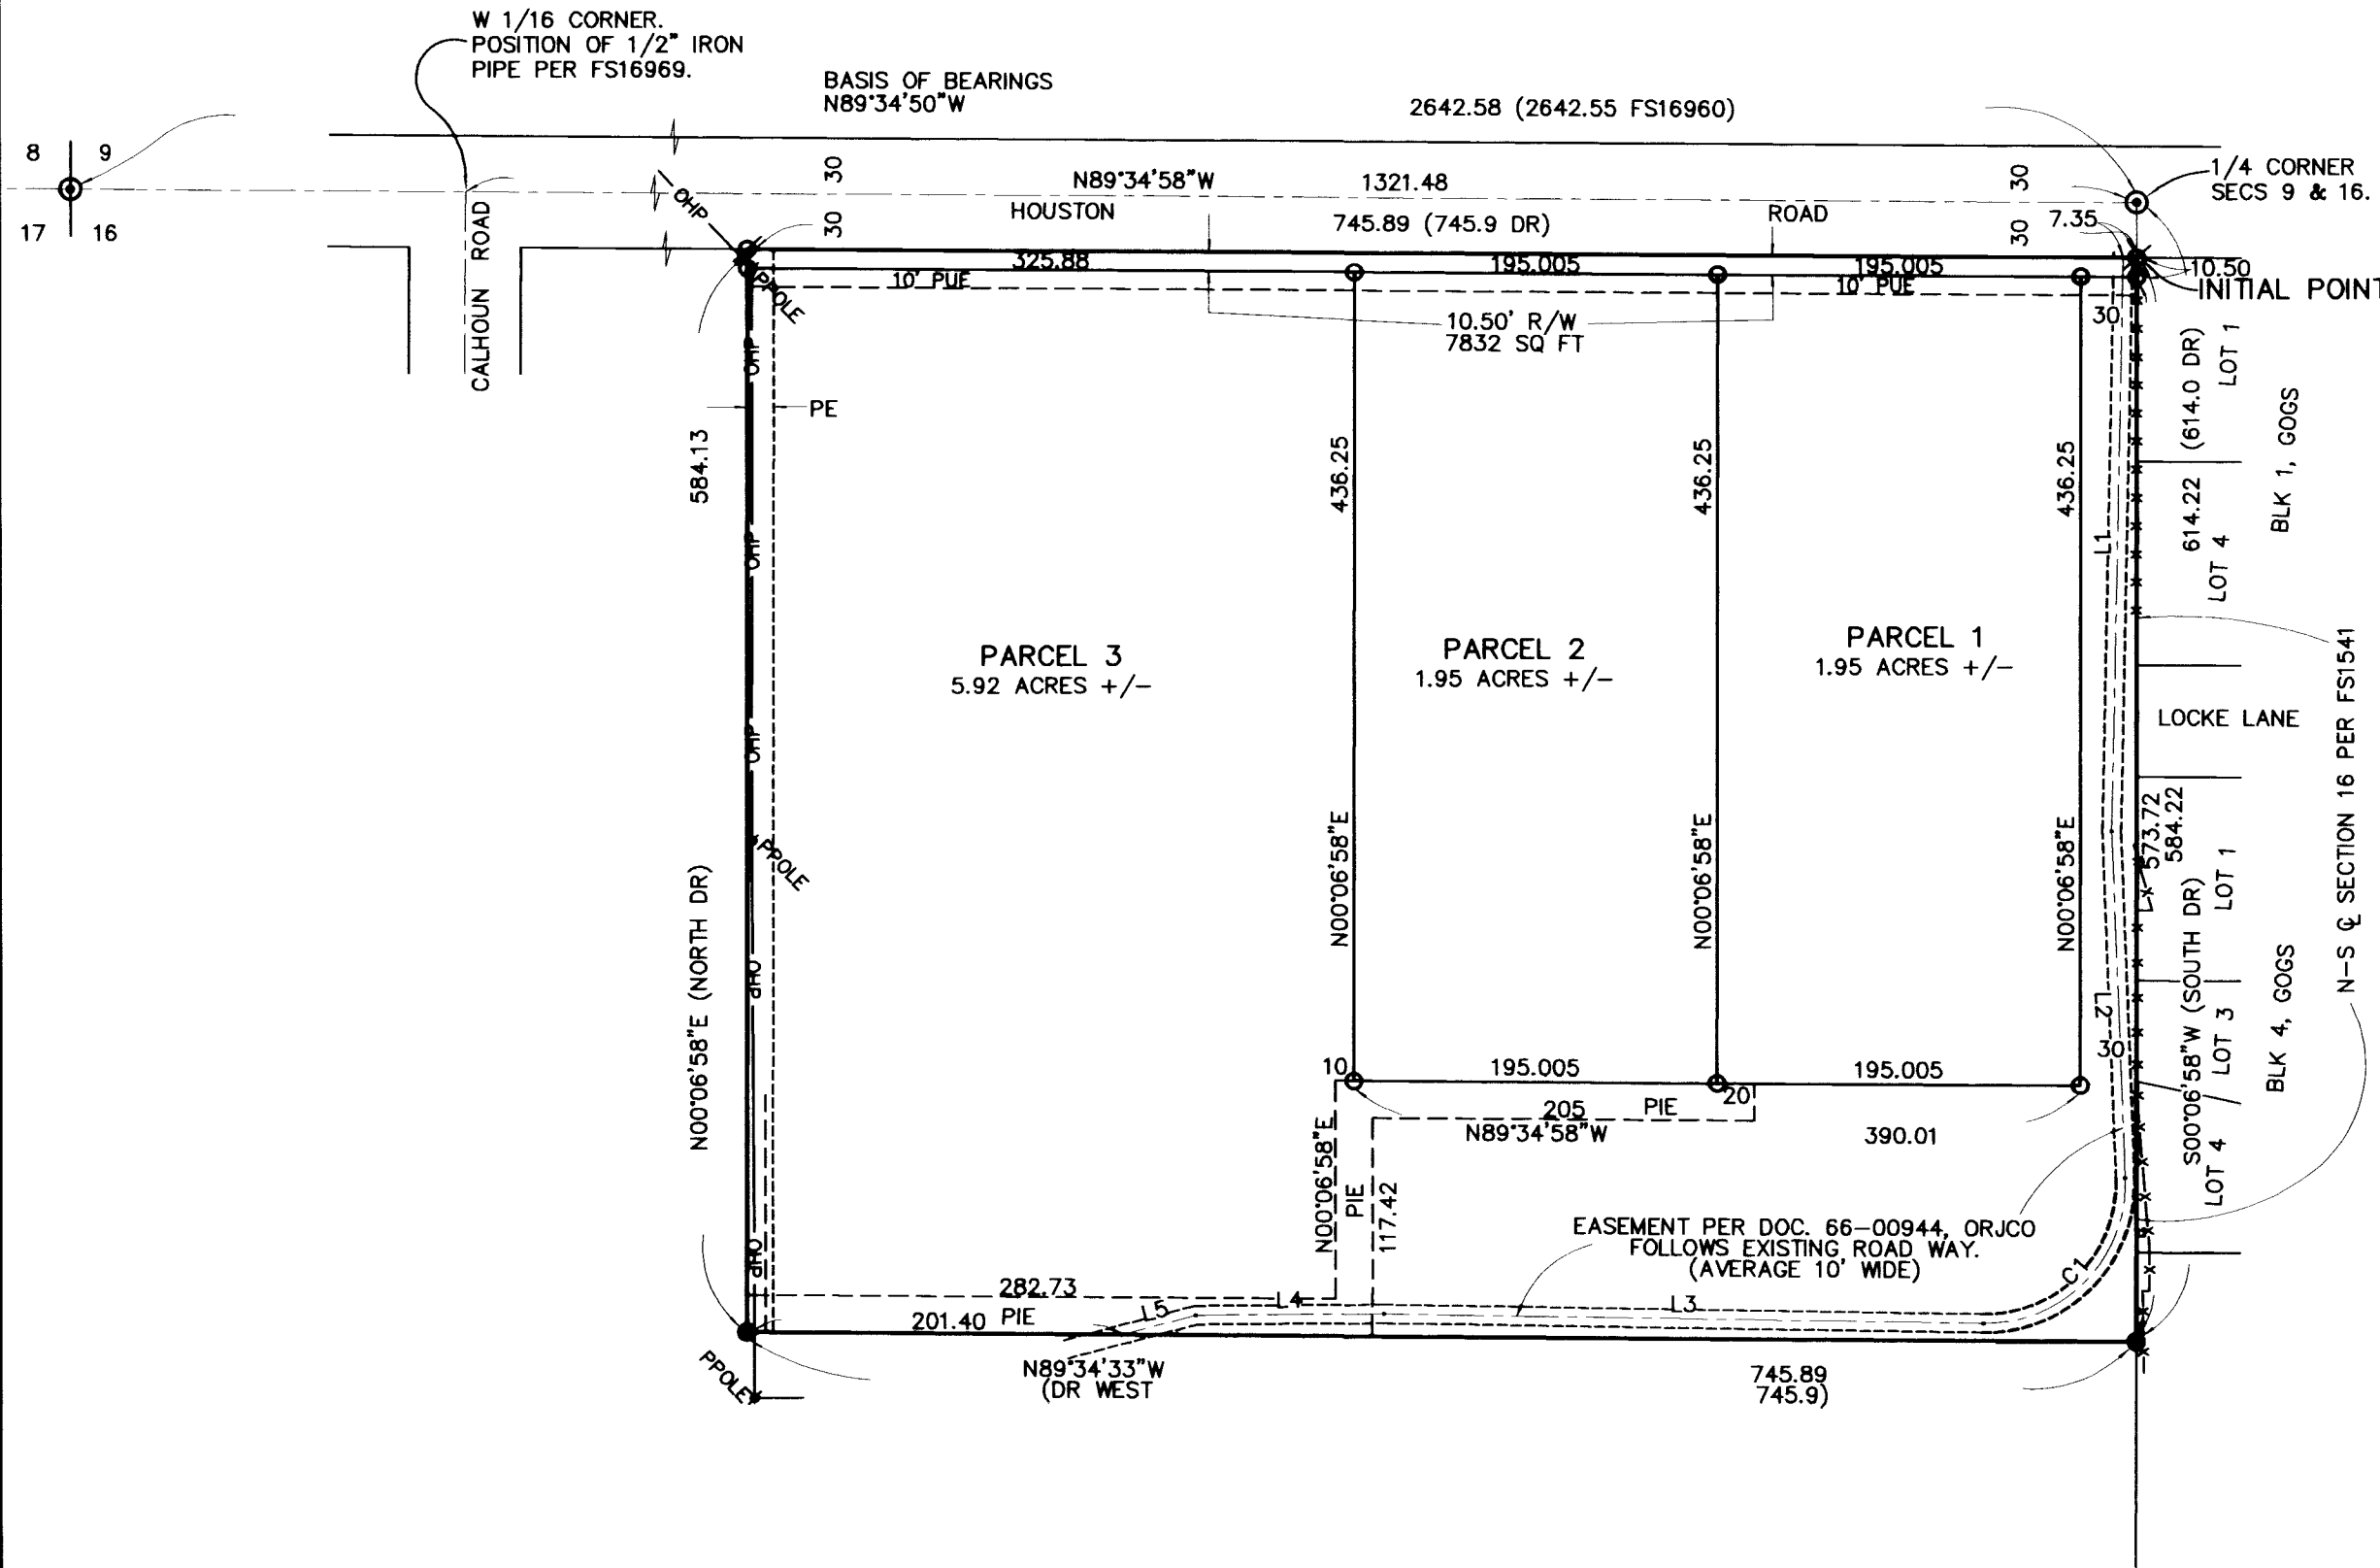 W 1/16 CORNER.
POSITION OF 1/2" IRON
PIPE PER FS16969.
BASIS OF BEARINGS
N89°34'50"W
2642.58 (2642.55 FS16960)
8
9
17
16
1/4 CORNER
SECS 9 & 16.
30
N89°34'58"W
1321.48
30
OHP
30
HOUSTON
745.89 (745.9 DR)
ROAD
30
7.35
CALHOUN ROAD
325.88
195.005
195.005
10.50
INITIAL POINT
10' PUE
10' PUE
PPOLE
10.50' R/W
7832 SQ FT
30
OHP
PE
584.13
436.25
436.25
436.25
L1
614.22 (614.0 DR)
LOT 1
LOT 4
BLK 1, GOGS
OHP
PARCEL 3
5.92 ACRES +/-
PARCEL 2
1.95 ACRES +/-
PARCEL 1
1.95 ACRES +/-
LOCKE LANE
N-S ℄ SECTION 16 PER FS1541
OHP
PPOLE
N00°06'58"E (NORTH DR)
N00°06'58"E
N00°06'58"E
N00°06'58"E
573.72
584.22
S00°06'58"W (SOUTH DR)
LOT 1
LOT 3
LOT 4
BLK 4, GOGS
OHP
L2
30
10
195.005
195.005
20
205
PIE
N89°34'58"W
390.01
N00°06'58"E
PIE
117.42
EASEMENT PER DOC. 66-00944, ORJCO
FOLLOWS EXISTING ROAD WAY.
(AVERAGE 10' WIDE)
OHP
C1
282.73
L4
L3
L5
201.40
PIE
PPOLE
N89°34'33"W
(DR WEST
745.89
745.9)